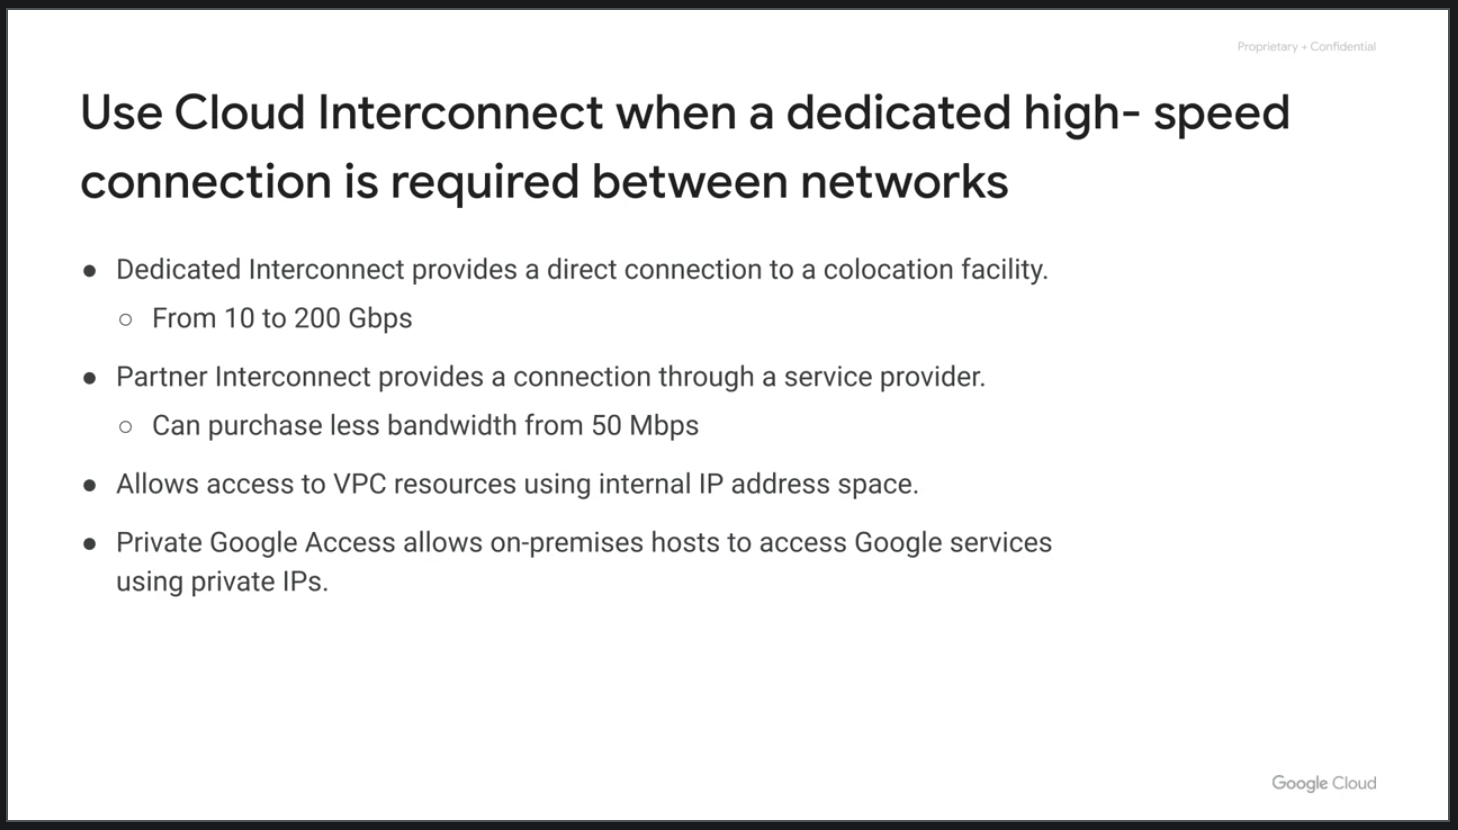 Proprietary + Confidential
Use Cloud Interconnect when a dedicated high- speed
connection is required between networks
● Dedicated Interconnect provides a direct connection to a colocation facility.
○ From 10 to 200 Gbps
● Partner Interconnect provides a connection through a service provider.
○ Can purchase less bandwidth from 50 Mbps
● Allows access to VPC resources using internal IP address space.
● Private Google Access allows on-premises hosts to access Google services
using private IPs.
Google Cloud